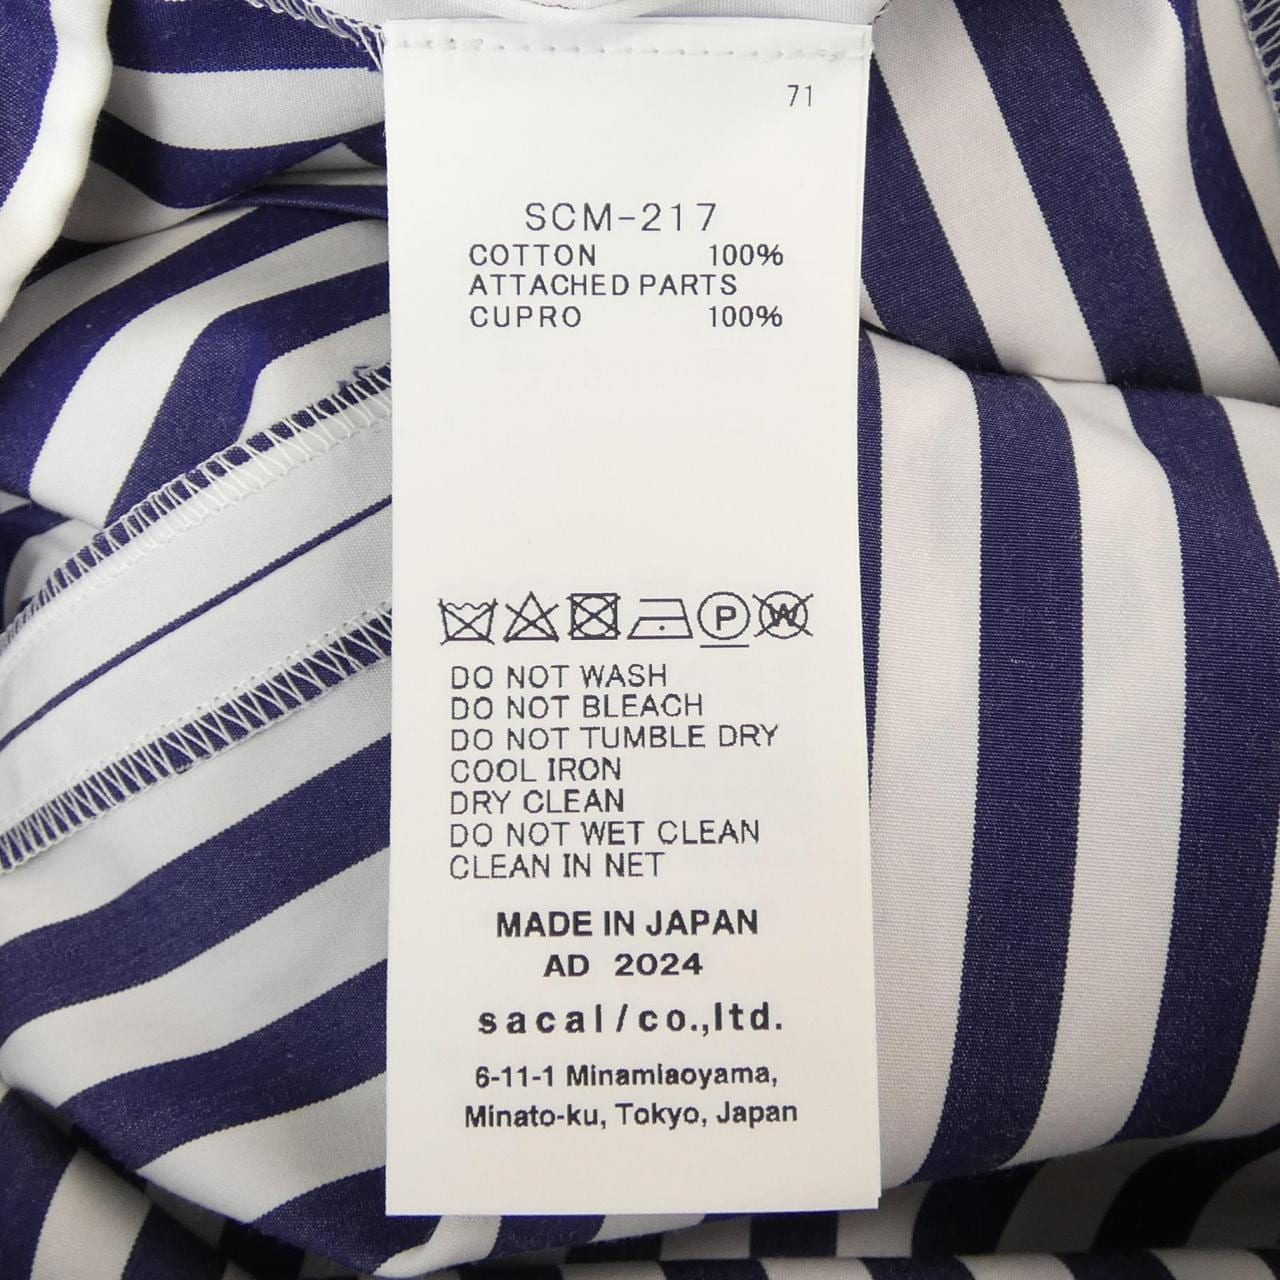 71
SCM-217
COTTON 100%
ATTACHED PARTS
CUPRO 100%
P W
DO NOT WASH
DO NOT BLEACH
DO NOT TUMBLE DRY
COOL IRON
DRY CLEAN
DO NOT WET CLEAN
CLEAN IN NET
MADE IN JAPAN
AD 2024
sacai/co.,ltd.
6-11-1 Minamiaoyama,
Minato-ku, Tokyo, Japan